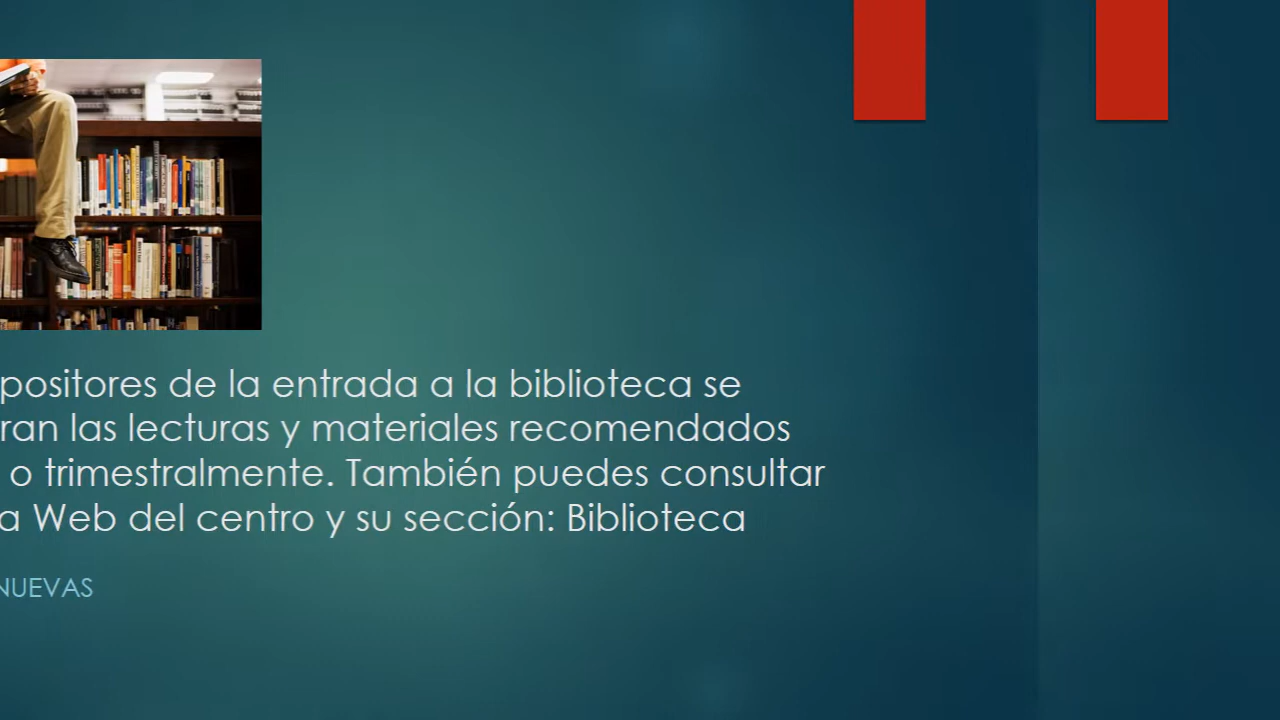 positores de la entrada a la biblioteca se
ran las lecturas y materiales recomendados
o trimestralmente. También puedes consultar
a Web del centro y su sección: Biblioteca
NUEVAS